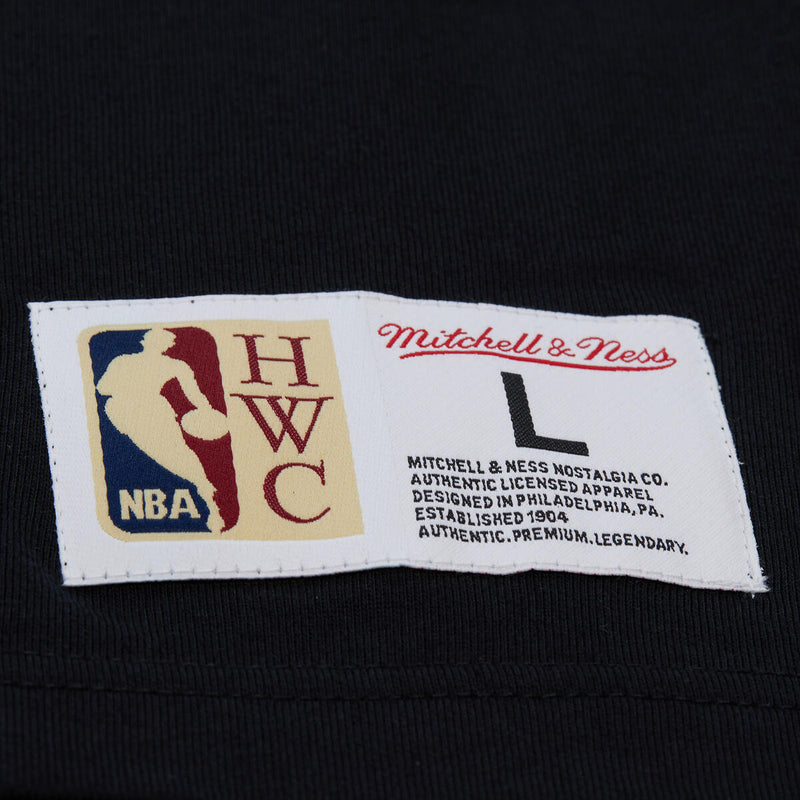 NBA
H
W
C
Mitchell & Ness
L
MITCHELL & NESS NOSTALGIA CO.
AUTHENTIC LICENSED APPAREL
DESIGNED IN PHILADELPHIA, PA.
ESTABLISHED 1904
AUTHENTIC. PREMIUM. LEGENDARY.